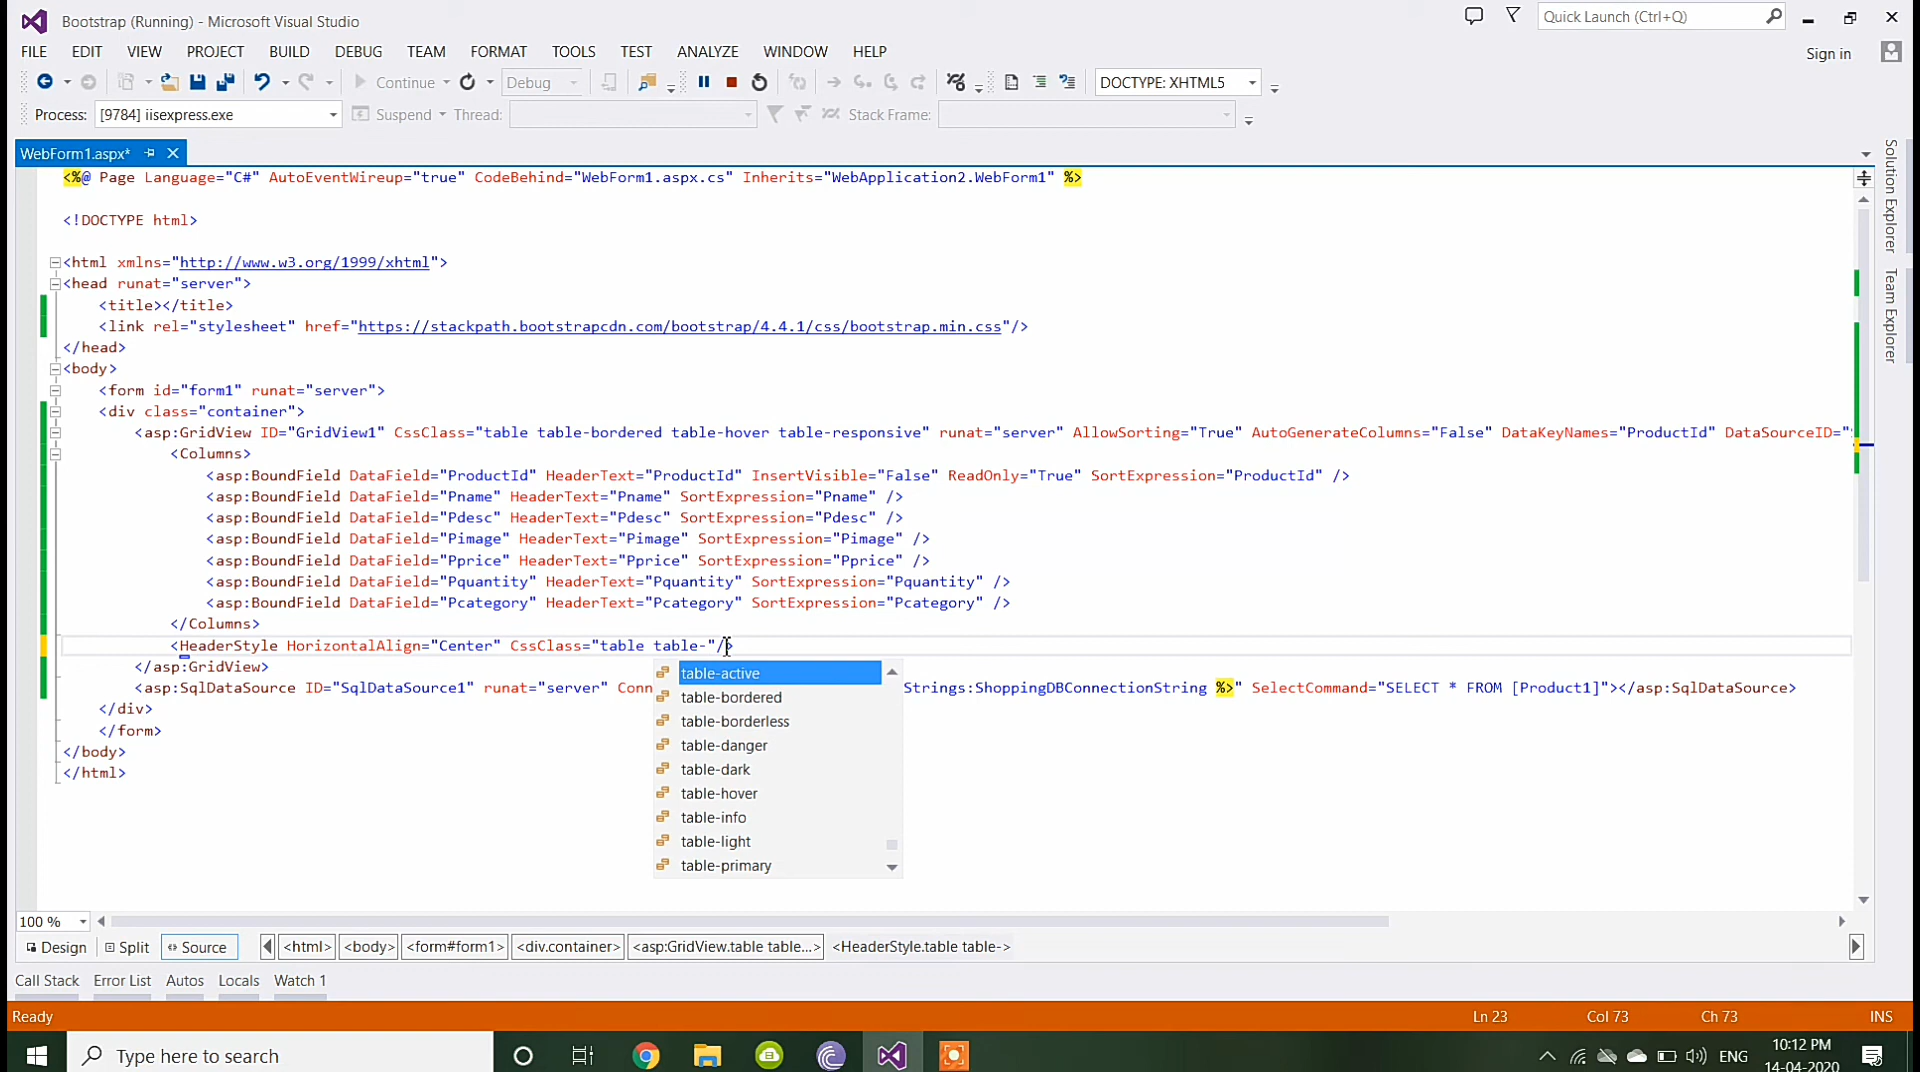 Bootstrap (Running) - Microsoft Visual Studio
Quick Launch (Ctrl+Q)
FILE EDIT VIEW PROJECT BUILD DEBUG TEAM FORMAT TOOLS TEST ANALYZE WINDOW HELP
Sign in
Continue Debug DOCTYPE: XHTML5
Process: [9784] iisexpress.exe Suspend Thread: Stack Frame:
WebForm1.aspx*
Solution Explorer
Team Explorer
<%@ Page Language="C#" AutoEventWireup="true" CodeBehind="WebForm1.aspx.cs" Inherits="WebApplication2.WebForm1" %>
<!DOCTYPE html>
<html xmlns="http://www.w3.org/1999/xhtml">
<head runat="server">
<title></title>
<link rel="stylesheet" href="https://stackpath.bootstrapcdn.com/bootstrap/4.4.1/css/bootstrap.min.css"/>
</head>
<body>
<form id="form1" runat="server">
<div class="container">
<asp:GridView ID="GridView1" CssClass="table table-bordered table-hover table-responsive" runat="server" AllowSorting="True" AutoGenerateColumns="False" DataKeyNames="ProductId" DataSourceID="
<Columns>
<asp:BoundField DataField="ProductId" HeaderText="ProductId" InsertVisible="False" ReadOnly="True" SortExpression="ProductId" />
<asp:BoundField DataField="Pname" HeaderText="Pname" SortExpression="Pname" />
<asp:BoundField DataField="Pdesc" HeaderText="Pdesc" SortExpression="Pdesc" />
<asp:BoundField DataField="Pimage" HeaderText="Pimage" SortExpression="Pimage" />
<asp:BoundField DataField="Pprice" HeaderText="Pprice" SortExpression="Pprice" />
<asp:BoundField DataField="Pquantity" HeaderText="Pquantity" SortExpression="Pquantity" />
<asp:BoundField DataField="Pcategory" HeaderText="Pcategory" SortExpression="Pcategory" />
</Columns>
<HeaderStyle HorizontalAlign="Center" CssClass="table table-"/>
</asp:GridView>
<asp:SqlDataSource ID="SqlDataSource1" runat="server" Conn Strings:ShoppingDBConnectionString %>" SelectCommand="SELECT * FROM [Product1]"></asp:SqlDataSource>
</div>
</form>
</body>
</html>
table-active
table-bordered
table-borderless
table-danger
table-dark
table-hover
table-info
table-light
table-primary
100 %
Design Split Source <html> <body> <form#form1> <div.container> <asp:GridView.table table...> <HeaderStyle.table table->
Call Stack Error List Autos Locals Watch 1
Ready Ln 23 Col 73 Ch 73 INS
Type here to search
ENG
10:12 PM
14-04-2020